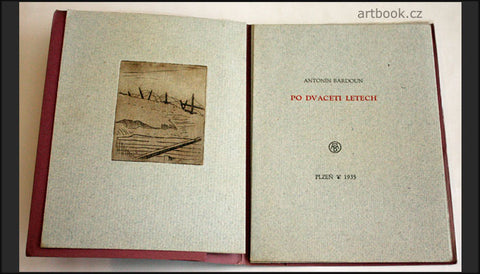 artbook.cz
ANTONÍN BARDOUN
PO DVACETI LETECH
PLZEŇ 1935